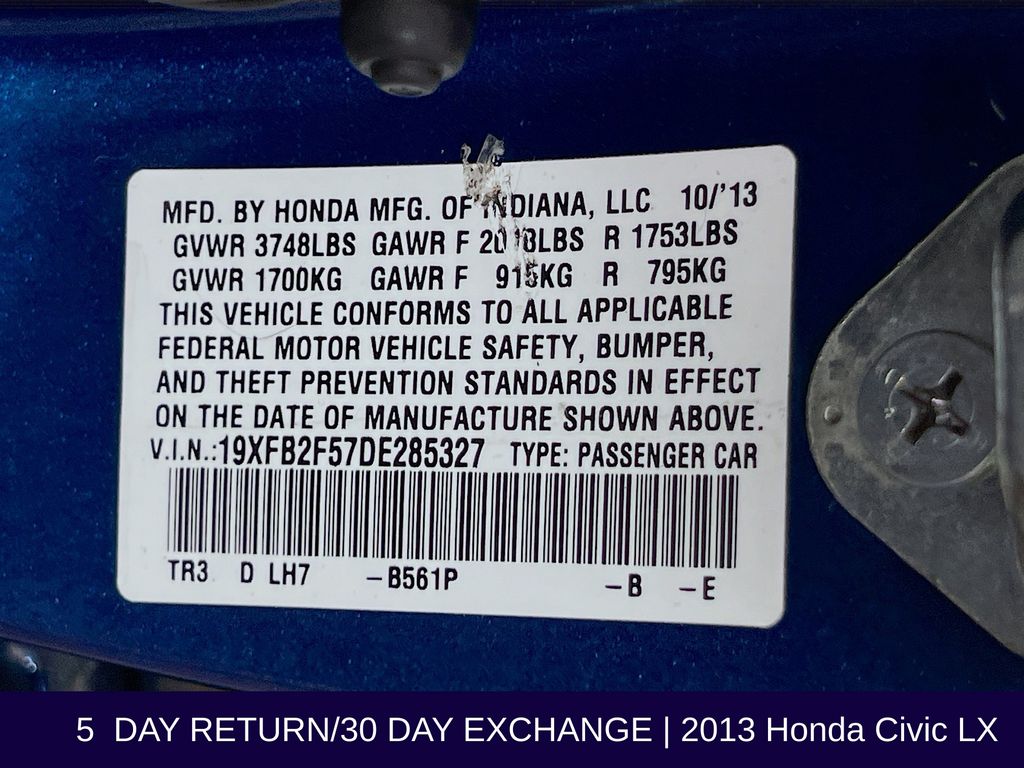 MFD. BY HONDA MFG. OF INDIANA, LLC 10/'13
GVWR 3748LBS GAWR F 2018LBS R 1753LBS
GVWR 1700KG GAWR F 915KG R 795KG
THIS VEHICLE CONFORMS TO ALL APPLICABLE
FEDERAL MOTOR VEHICLE SAFETY, BUMPER,
AND THEFT PREVENTION STANDARDS IN EFFECT
ON THE DATE OF MANUFACTURE SHOWN ABOVE.
V.I.N.:19XFB2F57DE285327 TYPE: PASSENGER CAR
TR3 D LH7 -B561P -B -E
5 DAY RETURN/30 DAY EXCHANGE | 2013 Honda Civic LX